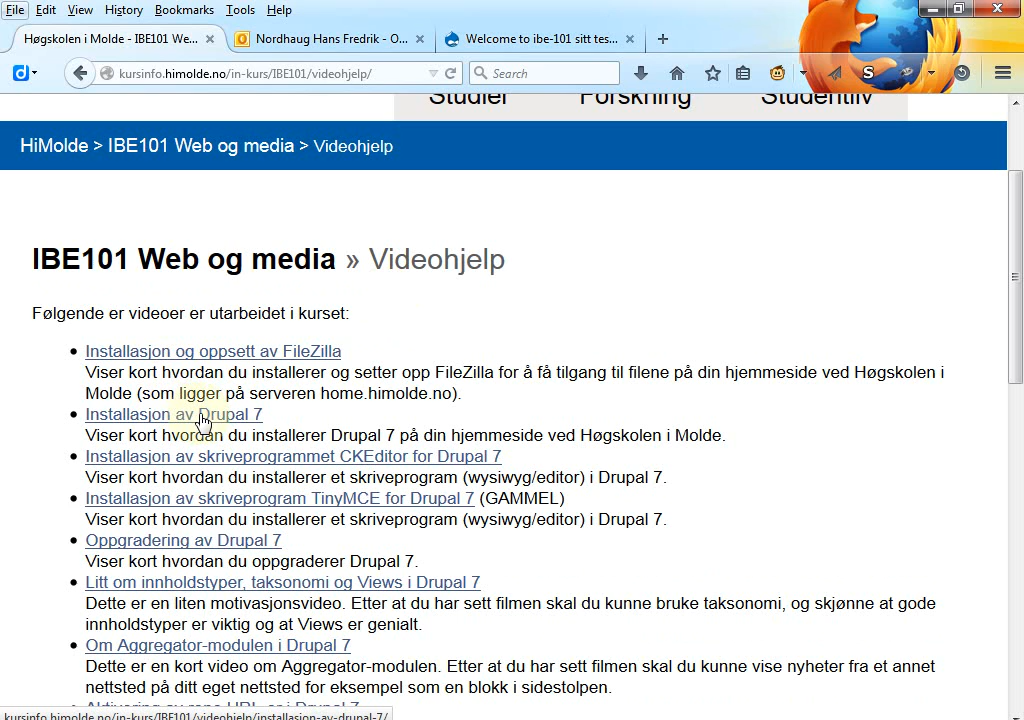 File Edit View History Bookmarks Tools Help
Høgskolen i Molde - IBE101 We... × Nordhaug Hans Fredrik - O... × Welcome to ibe-101 sitt tes... × +
kursinfo.himolde.no/in-kurs/IBE101/videohjelp/ Search
Studier Forskning Studentliv
HiMolde > IBE101 Web og media > Videohjelp
IBE101 Web og media » Videohjelp
Følgende er videoer er utarbeidet i kurset:
• Installasjon og oppsett av FileZilla
Viser kort hvordan du installerer og setter opp FileZilla for å få tilgang til filene på din hjemmeside ved Høgskolen i
Molde (som ligger på serveren home.himolde.no).
• Installasjon av Drupal 7
Viser kort hvordan du installerer Drupal 7 på din hjemmeside ved Høgskolen i Molde.
• Installasjon av skriveprogrammet CKEditor for Drupal 7
Viser kort hvordan du installerer et skriveprogram (wysiwyg/editor) i Drupal 7.
• Installasjon av skriveprogram TinyMCE for Drupal 7 (GAMMEL)
Viser kort hvordan du installerer et skriveprogram (wysiwyg/editor) i Drupal 7.
• Oppgradering av Drupal 7
Viser kort hvordan du oppgraderer Drupal 7.
• Litt om innholdstyper, taksonomi og Views i Drupal 7
Dette er en liten motivasjonsvideo. Etter at du har sett filmen skal du kunne bruke taksonomi, og skjønne at gode
innholdstyper er viktig og at Views er genialt.
• Om Aggregator-modulen i Drupal 7
Dette er en kort video om Aggregator-modulen. Etter at du har sett filmen skal du kunne vise nyheter fra et annet
nettsted på ditt eget nettsted for eksempel som en blokk i sidestolpen.
kursinfo.himolde.no/in-kurs/IBE101/videohjelp/installasjon-av-drupal-7/